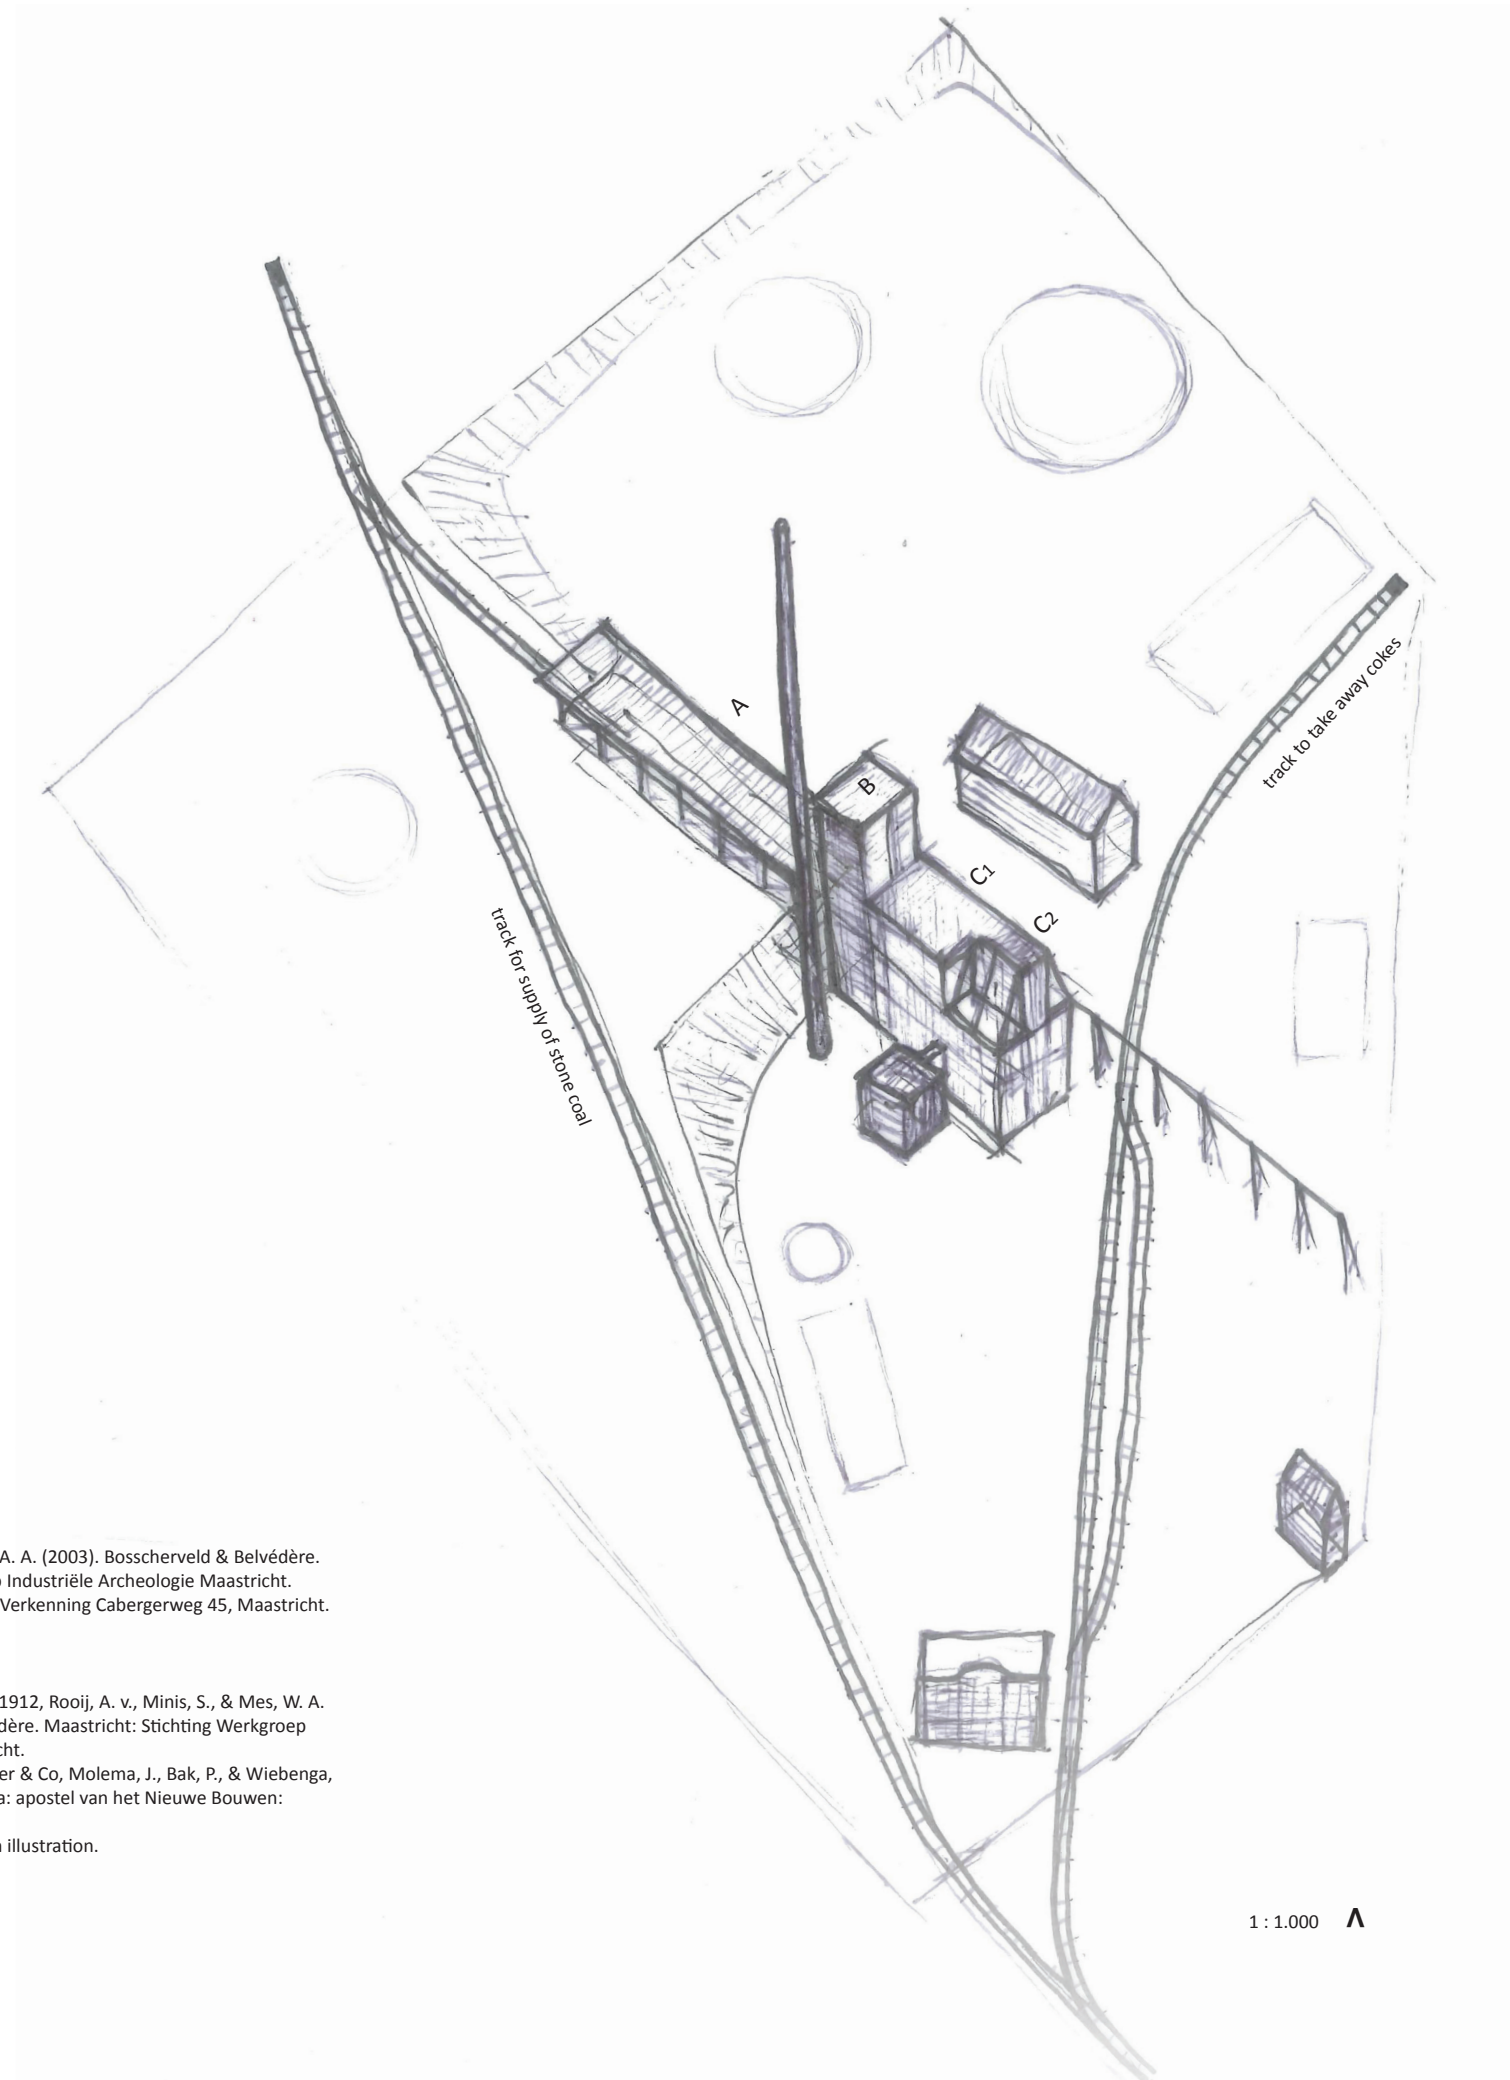 A
B
C1
C2
track to take away cokes
track for supply of stone coal
A. A. (2003). Bosscherveld & Belvédère.
Industriële Archeologie Maastricht.
Verkenning Cabergerweg 45, Maastricht.
1912, Rooij, A. v., Minis, S., & Mes, W. A.
dère. Maastricht: Stichting Werkgroep
cht.
er & Co, Molema, J., Bak, P., & Wiebenga,
a: apostel van het Nieuwe Bouwen:
illustration.
1 : 1.000